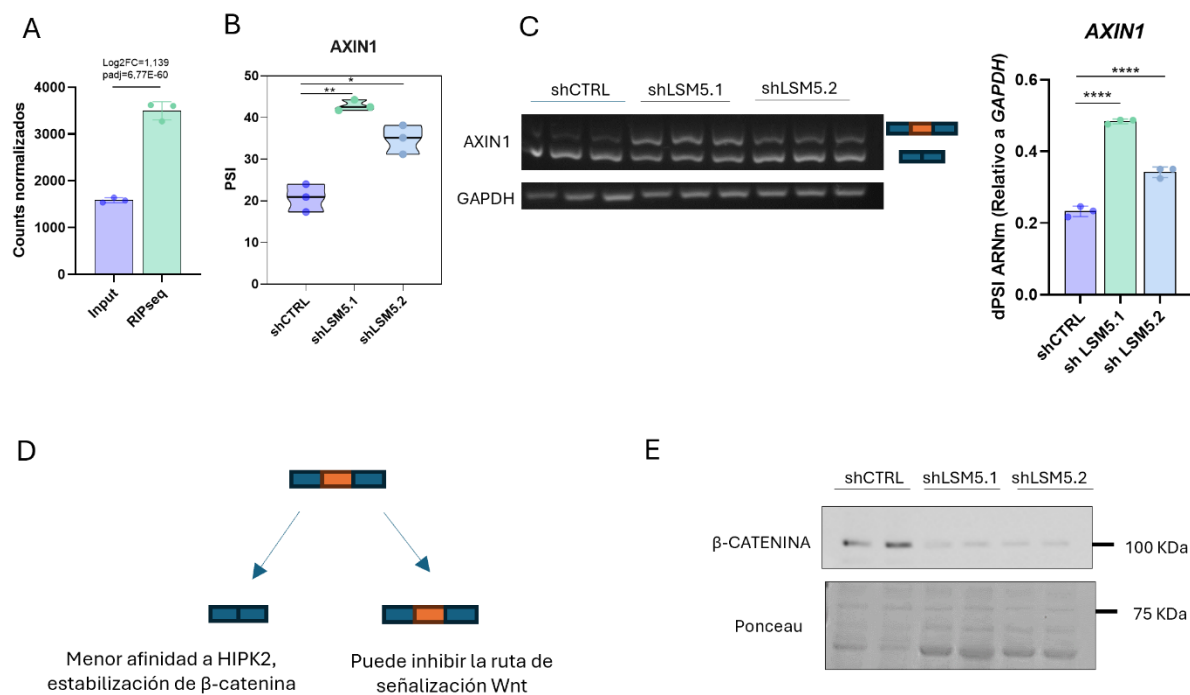 A
Log2FC=1,139
padj=6,77E-60
Counts normalizados
4000
3000
2000
1000
0
Input
RIPseq
B
AXIN1
PSI
50
40
30
20
10
0
**
*
shCTRL
shLSM5.1
shLSM5.2
C
shCTRL
shLSM5.1
shLSM5.2
AXIN1
GAPDH
AXIN1
dPSI ARNm (Relativo a GAPDH)
0.6
0.4
0.2
0.0
****
****
shCTRL
sh LSM5.1
sh LSM5.2
D
Menor afinidad a HIPK2,
estabilización de β-catenina
Puede inhibir la ruta de
señalización Wnt
E
shCTRL
shLSM5.1
shLSM5.2
β-CATENINA
100 KDa
75 KDa
Ponceau